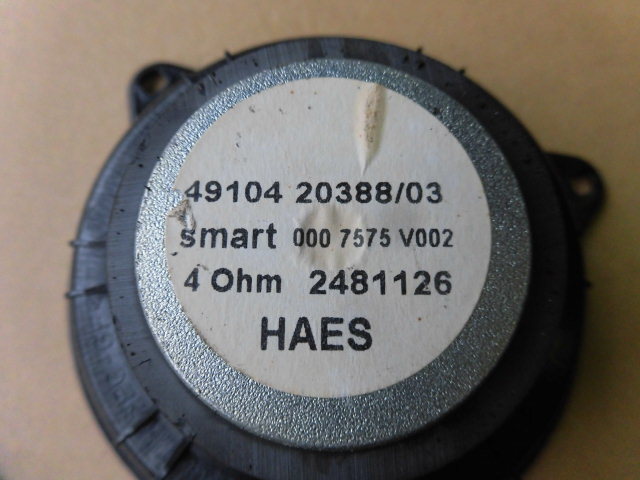 49104 20388/03
smart 000 7575 V002
4 Ohm 2481126
HAES